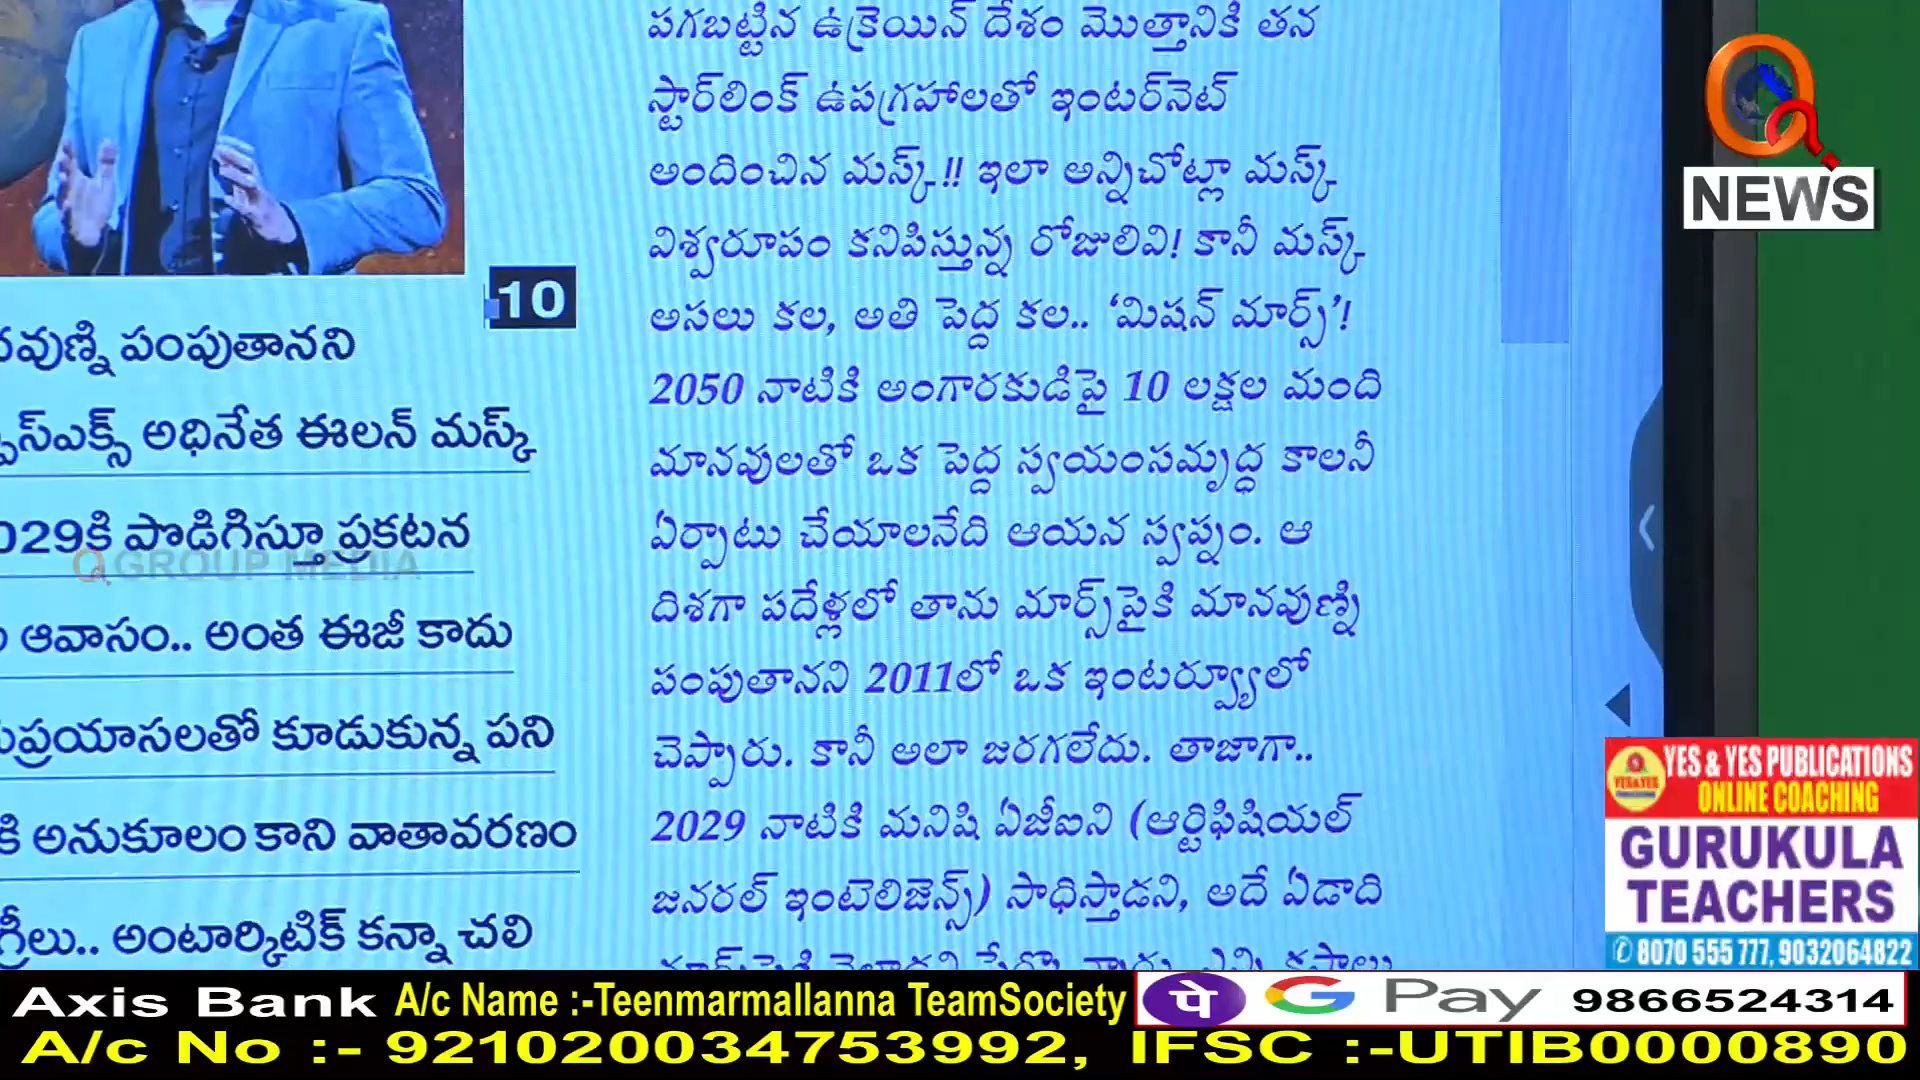 పగబట్టిన ఉక్రెయిన్ దేశం మొత్తానికి తన
స్టార్‌లింక్ ఉపగ్రహాలతో ఇంటర్‌నెట్
అందించిన మస్క్!! ఇలా అన్నిచోట్లా మస్క్
విశ్వరూపం కనిపిస్తున్న రోజులివి! కానీ మస్క్
అసలు కల, అతి పెద్ద కల.. ‘మిషన్ మార్స్’!
2050 నాటికి అంగారకుడిపై 10 లక్షల మంది
మానవులతో ఒక పెద్ద స్వయంసమృద్ధ కాలనీ
ఏర్పాటు చేయాలనేది ఆయన స్వప్నం. ఆ
దిశగా పదేళ్లలో తాను మార్స్‌పైకి మానవుణ్ని
పంపుతానని 2011లో ఒక ఇంటర్వ్యూలో
చెప్పారు. కానీ అలా జరగలేదు. తాజాగా..
2029 నాటికి మనిషి ఏజీఐని (ఆర్టిఫిషియల్
జనరల్ ఇంటెలిజెన్స్) సాధిస్తాడని, అదే ఏడాది
10
పంపుతానని
అధినేత ఈలన్ మస్క్
పొడిగిస్తూ ప్రకటన
ఆవాసం.. అంత ఈజీ కాదు
కూడుకున్న పని
అనుకూలం కాని వాతావరణం
అంటార్కిటిక్ కన్నా చలి
Q GROUP MEDIA
Q
NEWS
YES & YES PUBLICATIONS
ONLINE COACHING
GURUKULA
TEACHERS
8070 555 777, 9032064822
Axis Bank A/c Name :-Teenmarmallanna TeamSociety पे G Pay 9866524314
A/c No :- 921020034753992, IFSC :-UTIB0000890